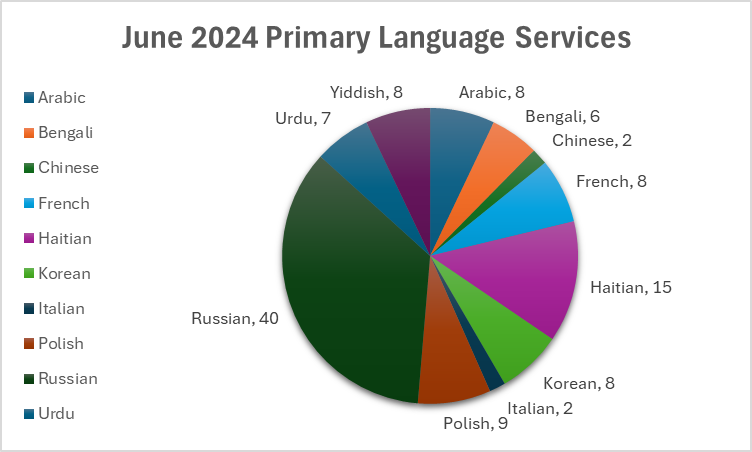 June 2024 Primary Language Services
Arabic
Bengali
Chinese
French
Haitian
Korean
Italian
Polish
Russian
Urdu
Yiddish, 8
Arabic, 8
Urdu, 7
Bengali, 6
Chinese, 2
French, 8
Haitian, 15
Russian, 40
Korean, 8
Italian, 2
Polish, 9